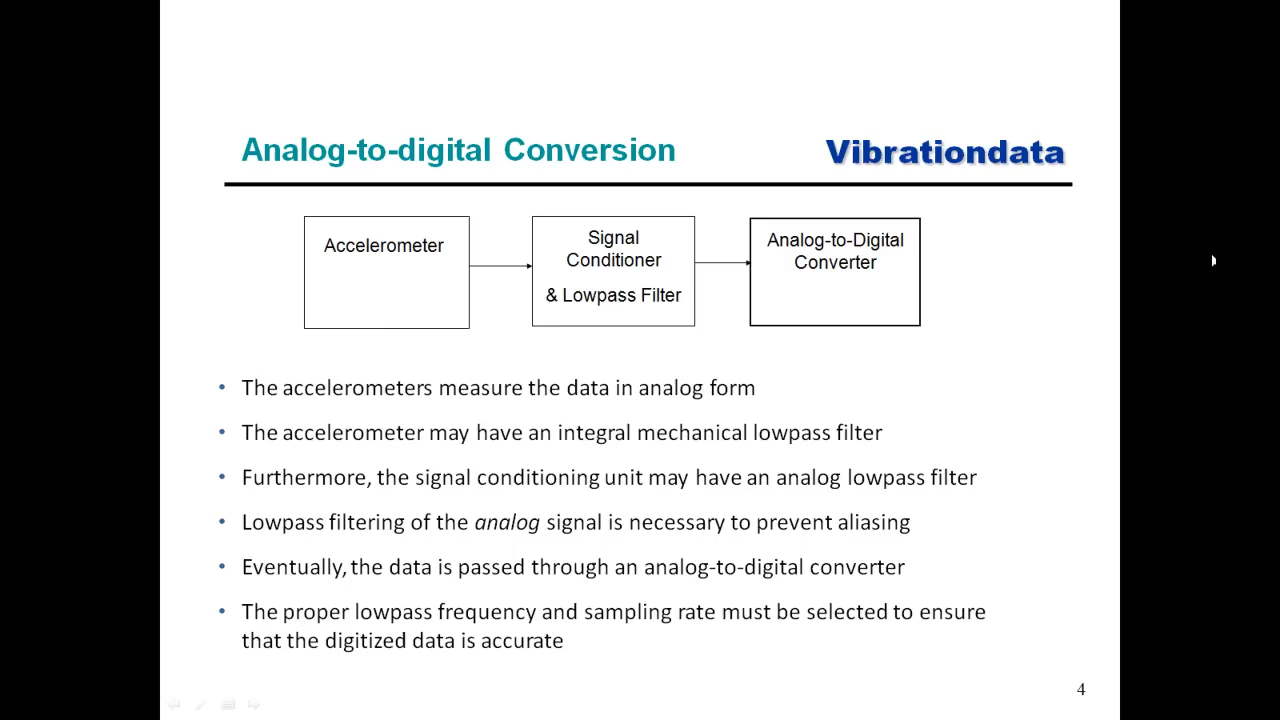 Analog-to-digital Conversion
Vibrationdata
Accelerometer
Signal
Conditioner
& Lowpass Filter
Analog-to-Digital
Converter
• The accelerometers measure the data in analog form
• The accelerometer may have an integral mechanical lowpass filter
• Furthermore, the signal conditioning unit may have an analog lowpass filter
• Lowpass filtering of the analog signal is necessary to prevent aliasing
• Eventually, the data is passed through an analog-to-digital converter
• The proper lowpass frequency and sampling rate must be selected to ensure
that the digitized data is accurate
4